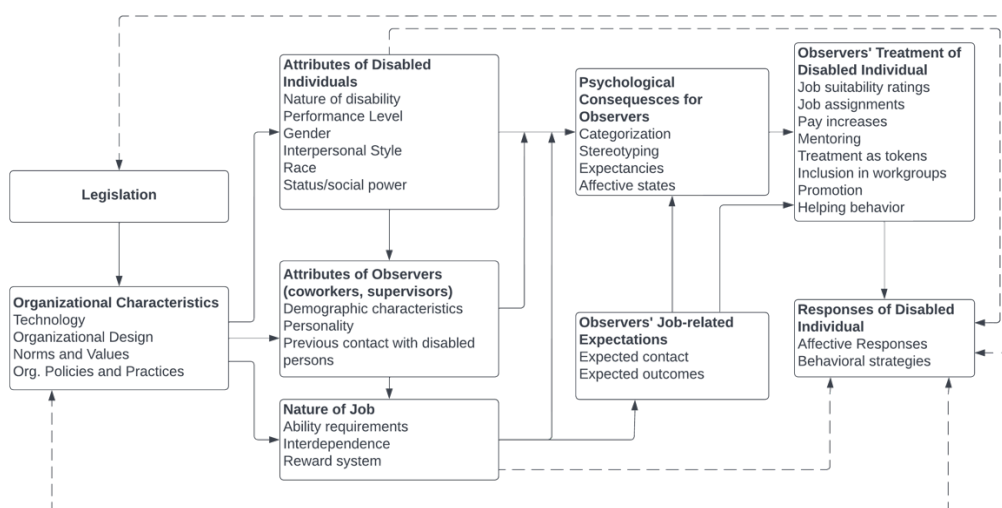 Legislation
Organizational Characteristics
Technology
Organizational Design
Norms and Values
Org. Policies and Practices
Attributes of Disabled
Individuals
Nature of disability
Performance Level
Gender
Interpersonal Style
Race
Status/social power
Attributes of Observers
(coworkers, supervisors)
Demographic characteristics
Personality
Previous contact with disabled
persons
Nature of Job
Ability requirements
Interdependence
Reward system
Psychological
Consequesces for
Observers
Categorization
Stereotyping
Expectancies
Affective states
Observers' Job-related
Expectations
Expected contact
Expected outcomes
Observers' Treatment of
Disabled Individual
Job suitability ratings
Job assignments
Pay increases
Mentoring
Treatment as tokens
Inclusion in workgroups
Promotion
Helping behavior
Responses of Disabled
Individual
Affective Responses
Behavioral strategies